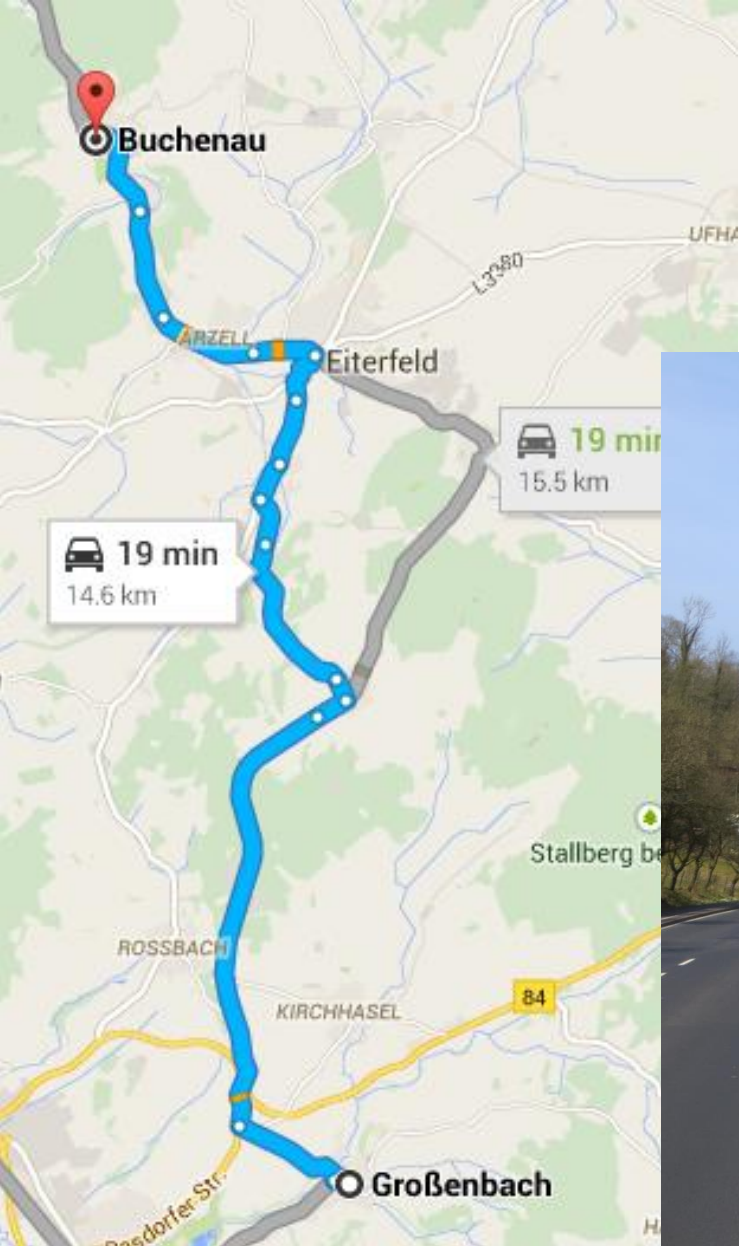 Buchenau
UFHA
L3380
ARZELL
Eiterfeld
19 min
15.5 km
19 min
14.6 km
Stallberg be
ROSSBACH
84
KIRCHHASEL
Großenbach
Dasdorfer Str.